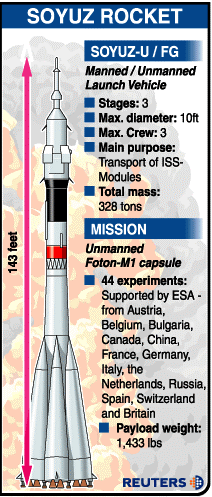 SOYUZ ROCKET
SOYUZ-U / FG
Manned / Unmanned
Launch Vehicle
Stages: 3
Max. diameter: 10ft
Max. Crew: 3
Main purpose:
Transport of ISS-
Modules
Total mass:
328 tons
143 feet
MISSION
Unmanned
Foton-M1 capsule
44 experiments:
Supported by ESA -
from Austria,
Belgium, Bulgaria,
Canada, China,
France, Germany,
Italy, the
Netherlands, Russia,
Spain, Switzerland
and Britain
Payload weight:
1,433 lbs
REUTERS